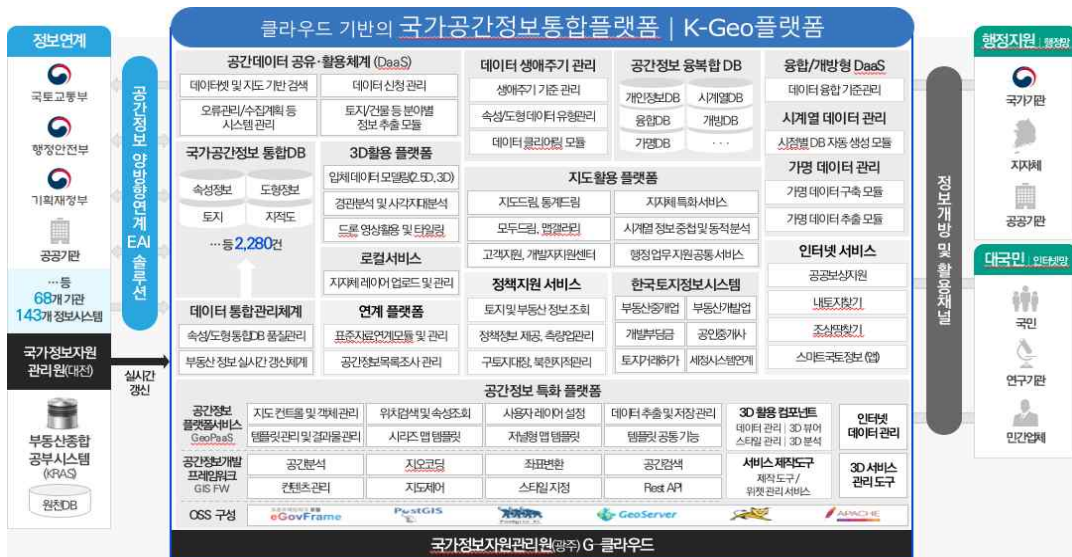 클라우드 기반의 국가공간정보통합플랫폼 | K-Geo플랫폼
정보연계
국토교통부
행정안전부
기획재정부
공공기관
…등
68개 기관
143개 정보시스템
국가정보자원
관리원(대전)
부동산종합
공부시스템
(KRAS)
원천DB
공간정보 양방향연계 EAI 솔루션
실시간
갱신
공간데이터 공유·활용체계 (DaaS)
데이터셋 및 지도 기반 검색
데이터 신청 관리
오류관리/수집계획 등
시스템 관리
토지/건물 등 분야별
정보 추출 모듈
국가공간정보 통합DB
속성정보
도형정보
토지
지적도
…등 2,280건
3D활용 플랫폼
입체 데이터 모델링(2.5D, 3D)
경관분석 및 사각지대분석
드론 영상활용 및 타일링
로컬서비스
지자체 레이어 업로드 및 관리
데이터 통합관리체계
속성/도형 통합DB 품질관리
부동산 정보 실시간 갱신체계
연계 플랫폼
표준자료연계모듈 및 관리
공간정보목록조사 관리
데이터 생애주기 관리
생애주기 기준 관리
속성/도형 데이터 유형관리
데이터 클리어링 모듈
공간정보 융복합 DB
개인정보DB
시계열DB
융합DB
개방DB
가명DB
···
지도활용 플랫폼
지도드림, 통계드림
지자체 특화 서비스
모두드림, 맵갤러리
시계열 정보 중첩 및 동적 분석
고객지원, 개발자지원센터
행정 업무 지원 공통 서비스
정책지원 서비스
토지 및 부동산 정보 조회
정책정보 제공, 측량업관리
구토지대장, 북한지적관리
한국토지정보시스템
부동산중개업
부동산개발업
개발부담금
공인중개사
토지거래허가
세정시스템연계
융합/개방형 DaaS
데이터 융합 기준관리
시계열 데이터 관리
시점별 DB 자동 생성 모듈
가명 데이터 관리
가명 데이터 구축 모듈
가명 데이터 추출 모듈
인터넷 서비스
공공보상지원
내토지찾기
조상땅찾기
스마트국토정보 (앱)
공간정보 특화 플랫폼
공간정보
플랫폼서비스
GeoPaaS
지도 컨트롤 및 객체 관리
위치검색 및 속성조회
사용자 레이어 설정
데이터 추출 및 저장 관리
템플릿관리 및 결과물관리
시리즈 맵 템플릿
저널형 맵 템플릿
템플릿 공통 기능
3D 활용 컴포넌트
데이터 관리 | 3D 뷰어
스타일 관리 | 3D 분석
인터넷
데이터 관리
공간정보개발
프레임워크
GIS FW
공간분석
지오코딩
좌표변환
공간검색
컨텐츠 관리
지도제어
스타일 지정
Rest API
서비스 제작도구
제작 도구 /
위젯 관리 서비스
3D 서비스
관리 도구
OSS 구성
eGovFrame
PostGIS
GeoServer
APACHE
국가정보자원관리원(광주) G-클라우드
정보개방 및 활용채널
행정지원 | 행정망
국가기관
지자체
공공기관
대국민 | 인터넷망
국민
연구기관
민간업체